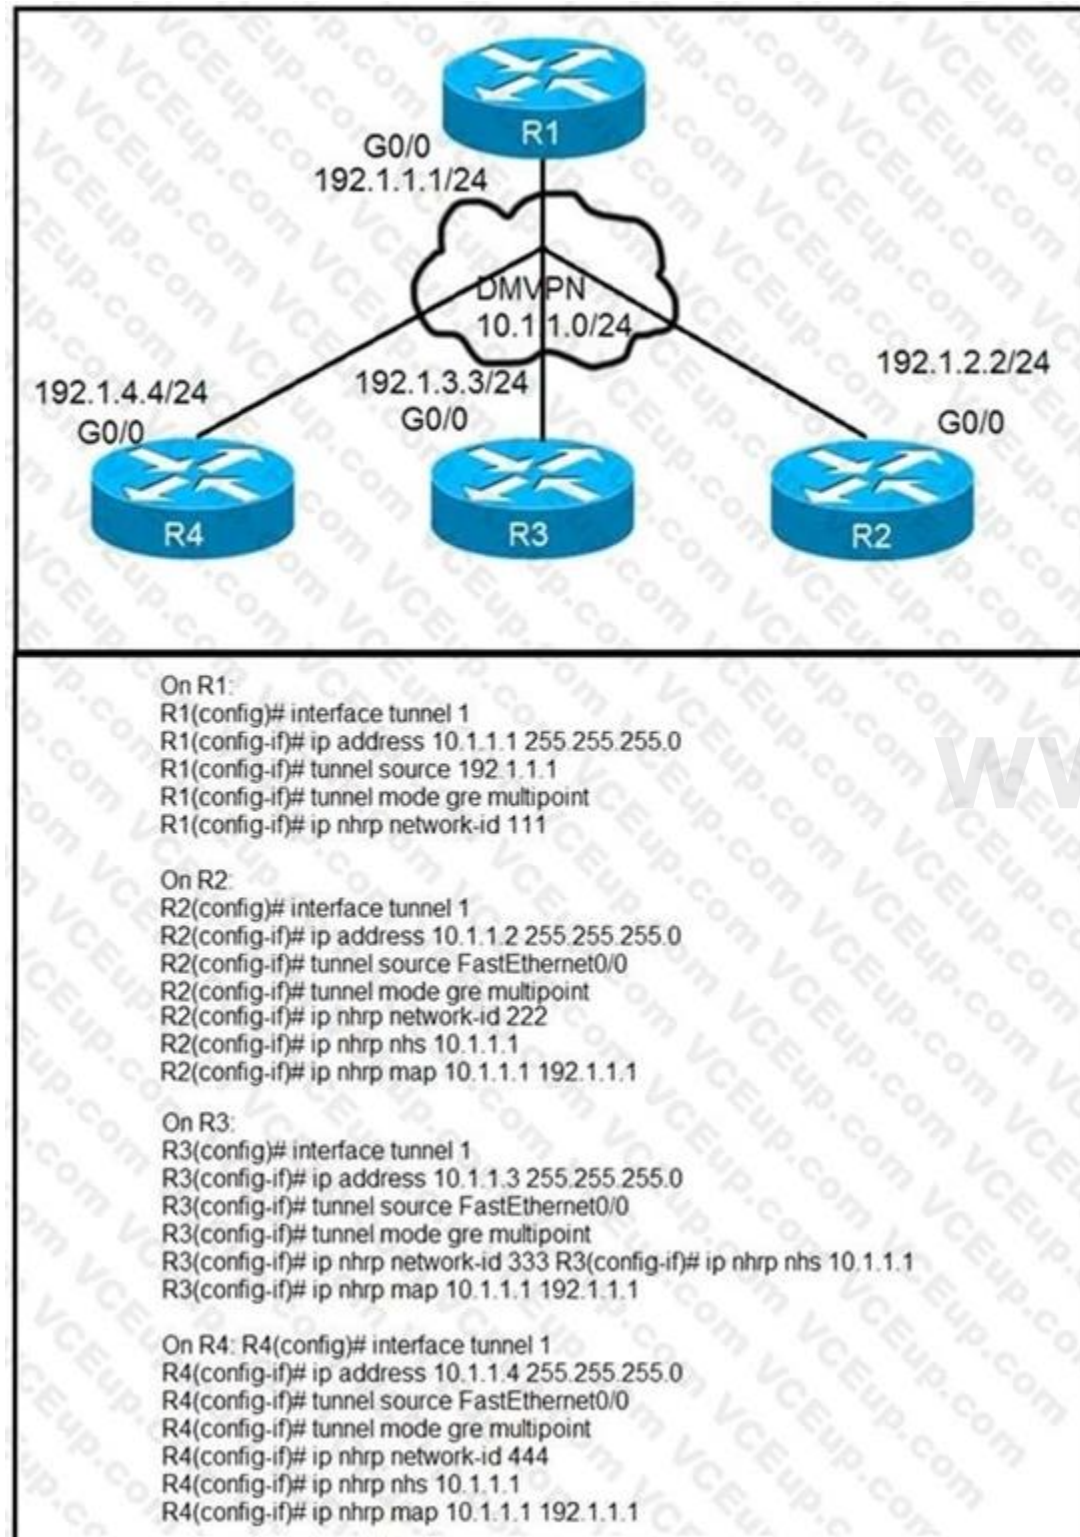 R1
G0/0
192.1.1.1/24
DMVPN
10.1.1.0/24
192.1.4.4/24
G0/0
192.1.3.3/24
G0/0
192.1.2.2/24
G0/0
R4
R3
R2
On R1:
R1(config)# interface tunnel 1
R1(config-if)# ip address 10.1.1.1 255.255.255.0
R1(config-if)# tunnel source 192.1.1.1
R1(config-if)# tunnel mode gre multipoint
R1(config-if)# ip nhrp network-id 111
On R2:
R2(config)# interface tunnel 1
R2(config-if)# ip address 10.1.1.2 255.255.255.0
R2(config-if)# tunnel source FastEthernet0/0
R2(config-if)# tunnel mode gre multipoint
R2(config-if)# ip nhrp network-id 222
R2(config-if)# ip nhrp nhs 10.1.1.1
R2(config-if)# ip nhrp map 10.1.1.1 192.1.1.1
On R3:
R3(config)# interface tunnel 1
R3(config-if)# ip address 10.1.1.3 255.255.255.0
R3(config-if)# tunnel source FastEthernet0/0
R3(config-if)# tunnel mode gre multipoint
R3(config-if)# ip nhrp network-id 333 R3(config-if)# ip nhrp nhs 10.1.1.1
R3(config-if)# ip nhrp map 10.1.1.1 192.1.1.1
On R4: R4(config)# interface tunnel 1
R4(config-if)# ip address 10.1.1.4 255.255.255.0
R4(config-if)# tunnel source FastEthernet0/0
R4(config-if)# tunnel mode gre multipoint
R4(config-if)# ip nhrp network-id 444
R4(config-if)# ip nhrp nhs 10.1.1.1
R4(config-if)# ip nhrp map 10.1.1.1 192.1.1.1
VCEup.com